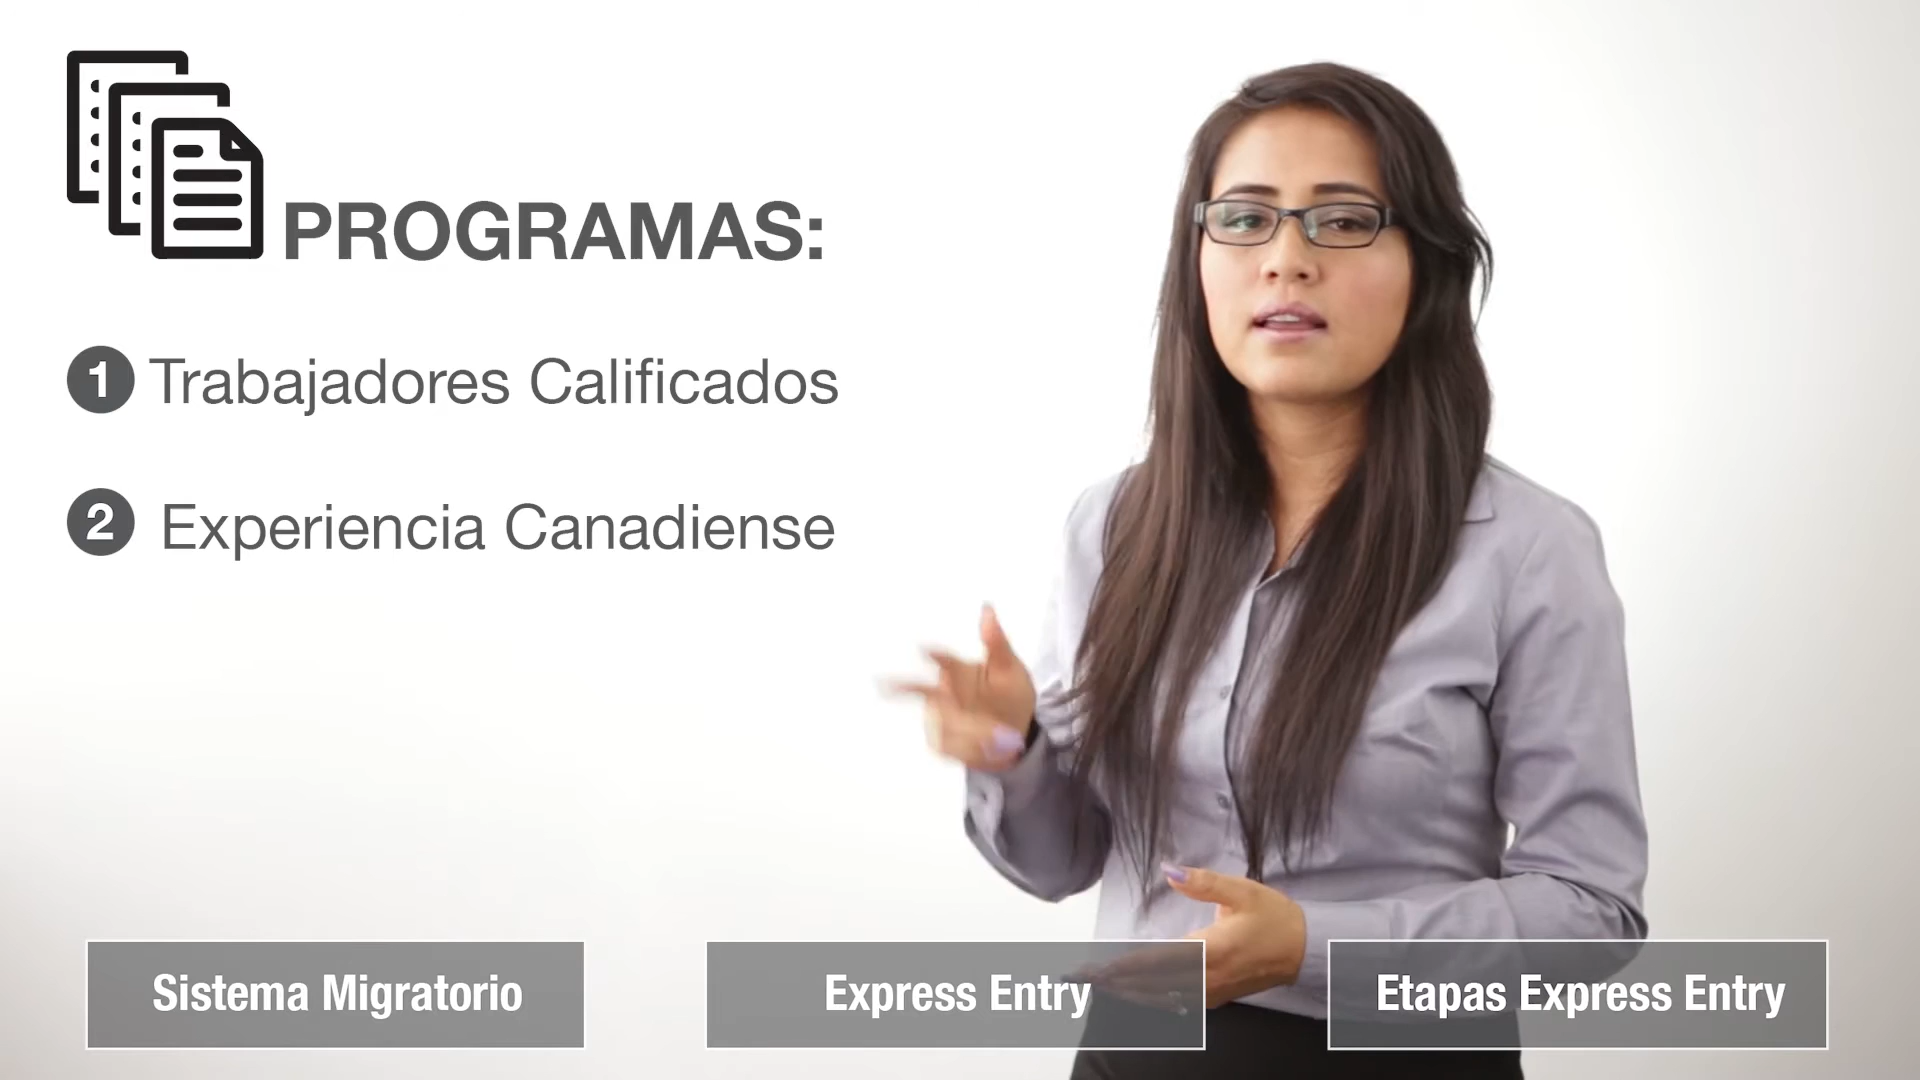 PROGRAMAS:
1 Trabajadores Calificados
2 Experiencia Canadiense
Sistema Migratorio
Express Entry
Etapas Express Entry